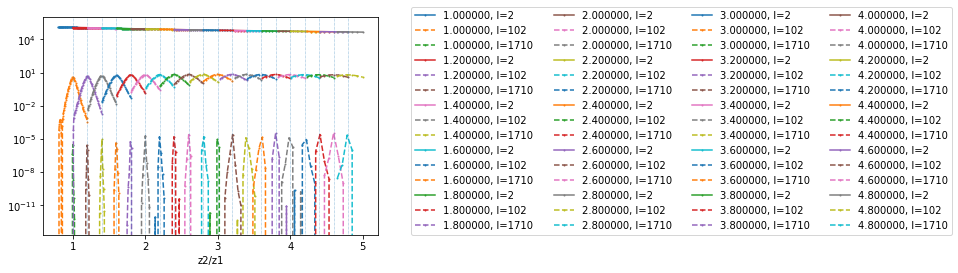 10^4
10^1
10^-2
10^-5
10^-8
10^-11
1 2 3 4 5
z2/z1
1.000000, l=2 2.000000, l=2 3.000000, l=2 4.000000, l=2
1.000000, l=102 2.000000, l=102 3.000000, l=102 4.000000, l=102
1.000000, l=1710 2.000000, l=1710 3.000000, l=1710 4.000000, l=1710
1.200000, l=2 2.200000, l=2 3.200000, l=2 4.200000, l=2
1.200000, l=102 2.200000, l=102 3.200000, l=102 4.200000, l=102
1.200000, l=1710 2.200000, l=1710 3.200000, l=1710 4.200000, l=1710
1.400000, l=2 2.400000, l=2 3.400000, l=2 4.400000, l=2
1.400000, l=102 2.400000, l=102 3.400000, l=102 4.400000, l=102
1.400000, l=1710 2.400000, l=1710 3.400000, l=1710 4.400000, l=1710
1.600000, l=2 2.600000, l=2 3.600000, l=2 4.600000, l=2
1.600000, l=102 2.600000, l=102 3.600000, l=102 4.600000, l=102
1.600000, l=1710 2.600000, l=1710 3.600000, l=1710 4.600000, l=1710
1.800000, l=2 2.800000, l=2 3.800000, l=2 4.800000, l=2
1.800000, l=102 2.800000, l=102 3.800000, l=102 4.800000, l=102
1.800000, l=1710 2.800000, l=1710 3.800000, l=1710 4.800000, l=1710